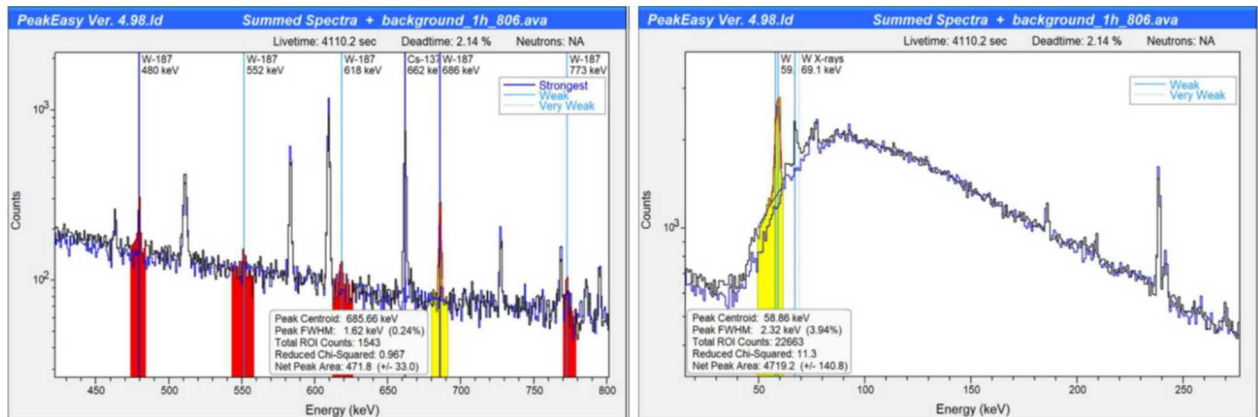 PeakEasy Ver. 4.98.ld Summed Spectra + background_1h_806.ava
Livetime: 4110.2 sec Deadtime: 2.14 % Neutrons: NA
W-187
480 keV
W-187
552 keV
W-187
618 keV
Cs-137
662 keV
W-187
686 keV
W-187
773 keV
Strongest
Weak
Very Weak
10³
10²
Counts
Peak Centroid: 685.66 keV
Peak FWHM: 1.62 keV (0.24%)
Total ROI Counts: 1543
Reduced Chi-Squared: 0.967
Net Peak Area: 471.8 (+/- 33.0)
450 500 550 600 650 700 750 800
Energy (keV)
PeakEasy Ver. 4.98.ld Summed Spectra + background_1h_806.ava
Livetime: 4110.2 sec Deadtime: 2.14 % Neutrons: NA
W
59.
W X-rays
69.1 keV
Weak
Very Weak
10³
Counts
Peak Centroid: 58.86 keV
Peak FWHM: 2.32 keV (3.94%)
Total ROI Counts: 22663
Reduced Chi-Squared: 11.3
Net Peak Area: 4719.2 (+/- 140.8)
50 100 150 200 250
Energy (keV)